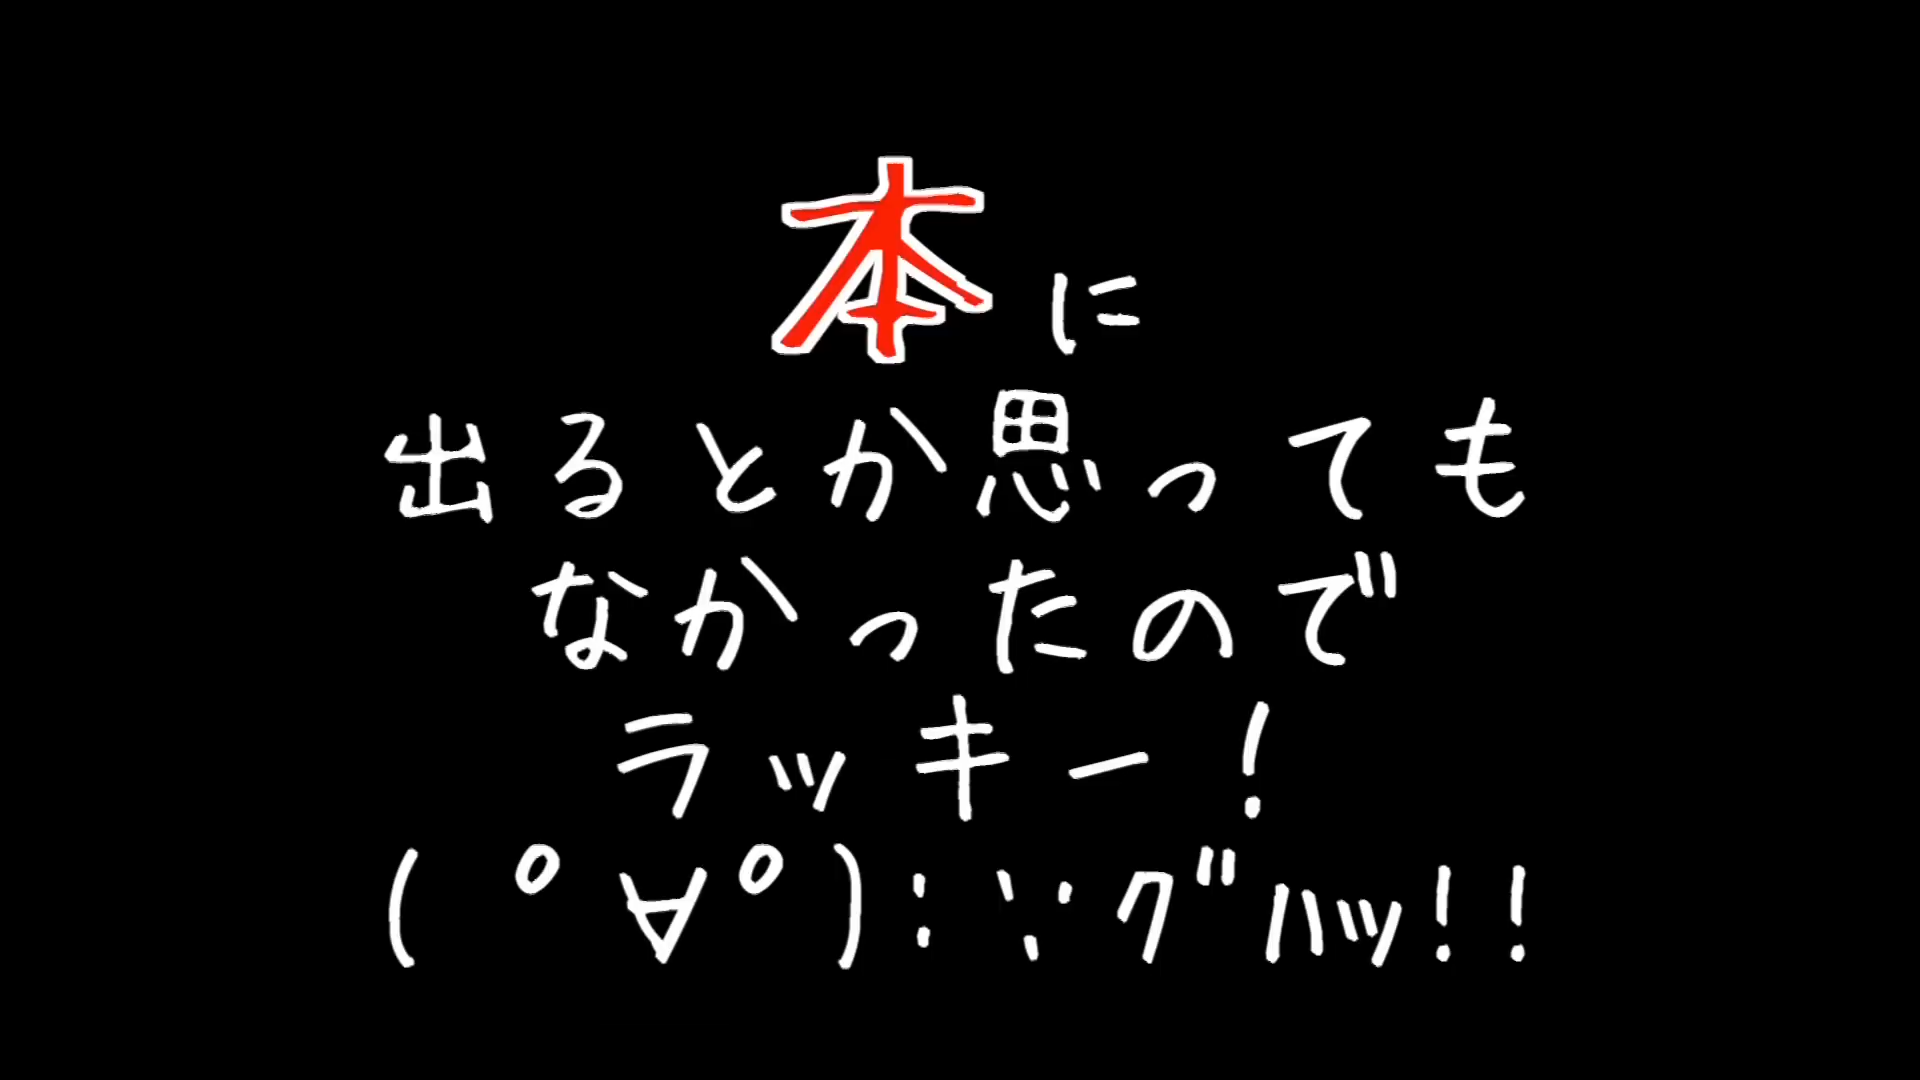 本に
出るとか思っても
なかったので
ラッキー!
( ﾟ∀ﾟ):∵グハッ!!